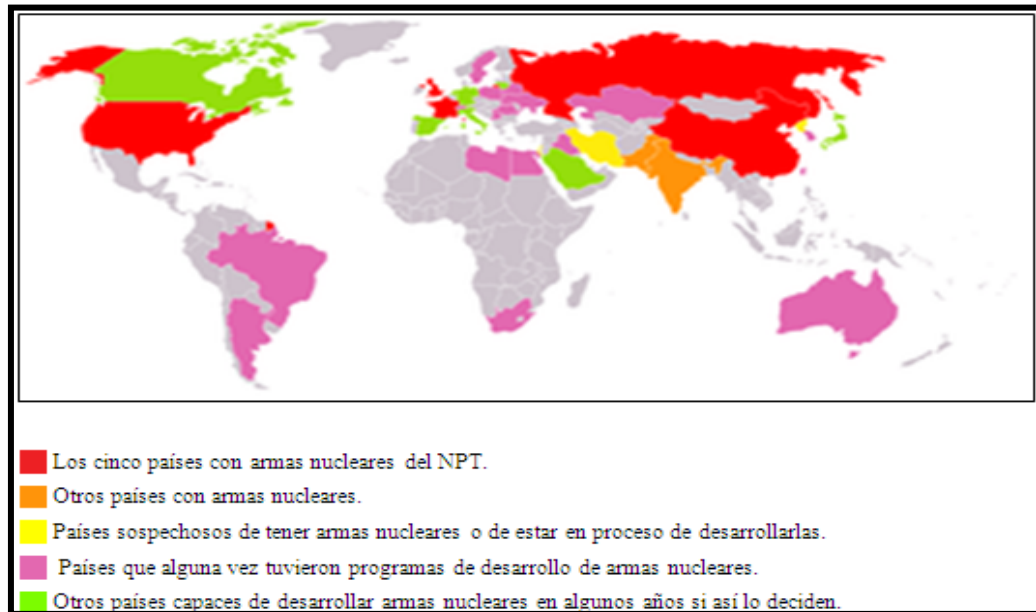 Los cinco países con armas nucleares del NPT.
Otros países con armas nucleares.
Países sospechosos de tener armas nucleares o de estar en proceso de desarrollarlas.
Países que alguna vez tuvieron programas de desarrollo de armas nucleares.
Otros países capaces de desarrollar armas nucleares en algunos años si así lo deciden.